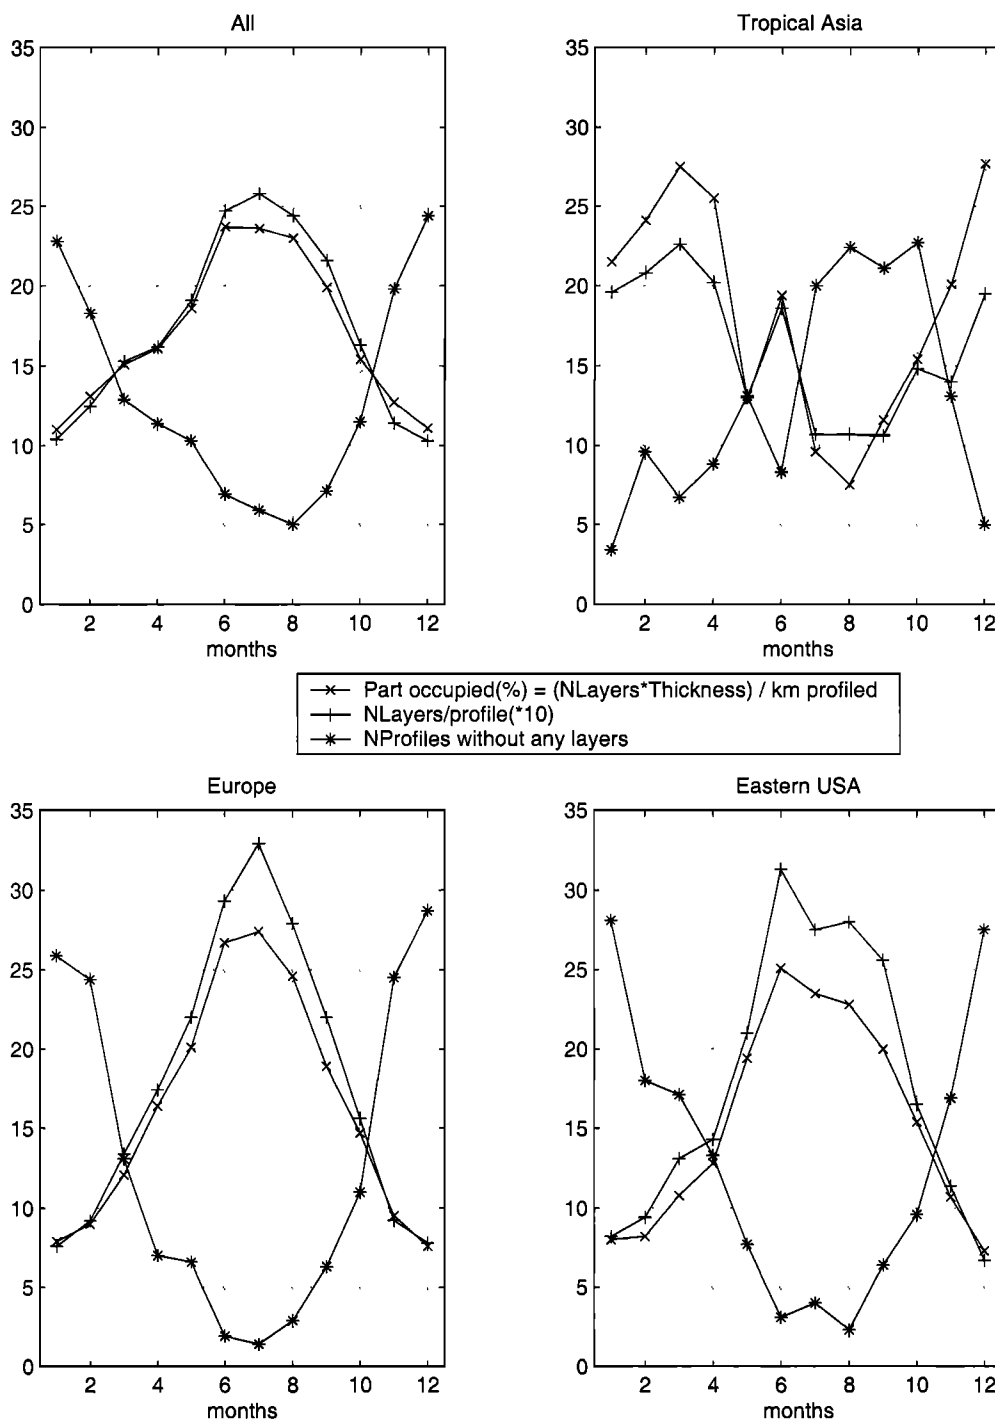 All
35
30
25
20
15
10
5
0
2 4 6 8 10 12
months
Tropical Asia
35
30
25
20
15
10
5
0
2 4 6 8 10 12
months
Part occupied(%) = (NLayers*Thickness) / km profiled
NLayers/profile(*10)
NProfiles without any layers
Europe
35
30
25
20
15
10
5
0
2 4 6 8 10 12
months
Eastern USA
35
30
25
20
15
10
5
0
2 4 6 8 10 12
months